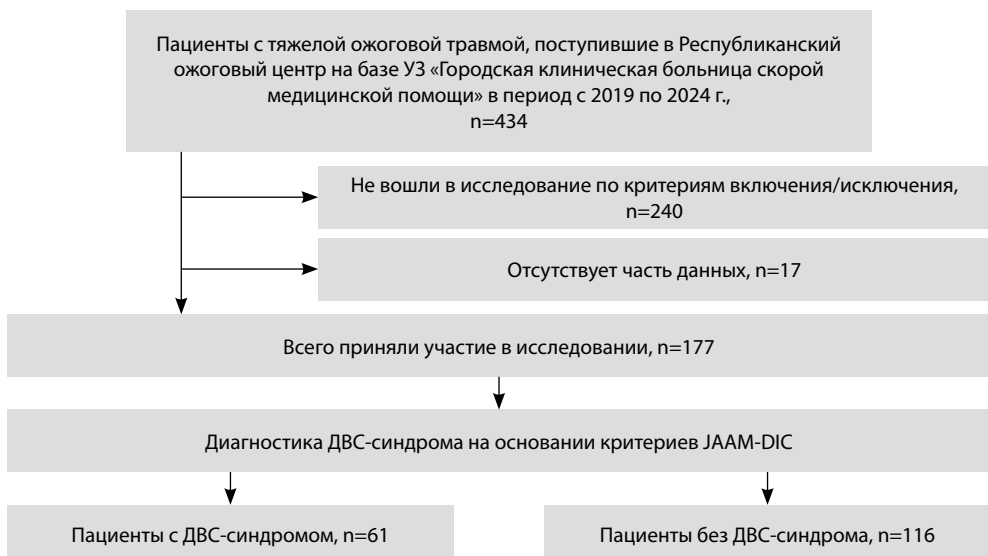 Пациенты с тяжелой ожоговой травмой, поступившие в Республиканский
ожоговый центр на базе УЗ «Городская клиническая больница скорой
медицинской помощи» в период с 2019 по 2024 г.,
n=434
Не вошли в исследование по критериям включения/исключения,
n=240
Отсутствует часть данных, n=17
Всего приняли участие в исследовании, n=177
Диагностика ДВС-синдрома на основании критериев JAAM-DIC
Пациенты с ДВС-синдромом, n=61
Пациенты без ДВС-синдрома, n=116